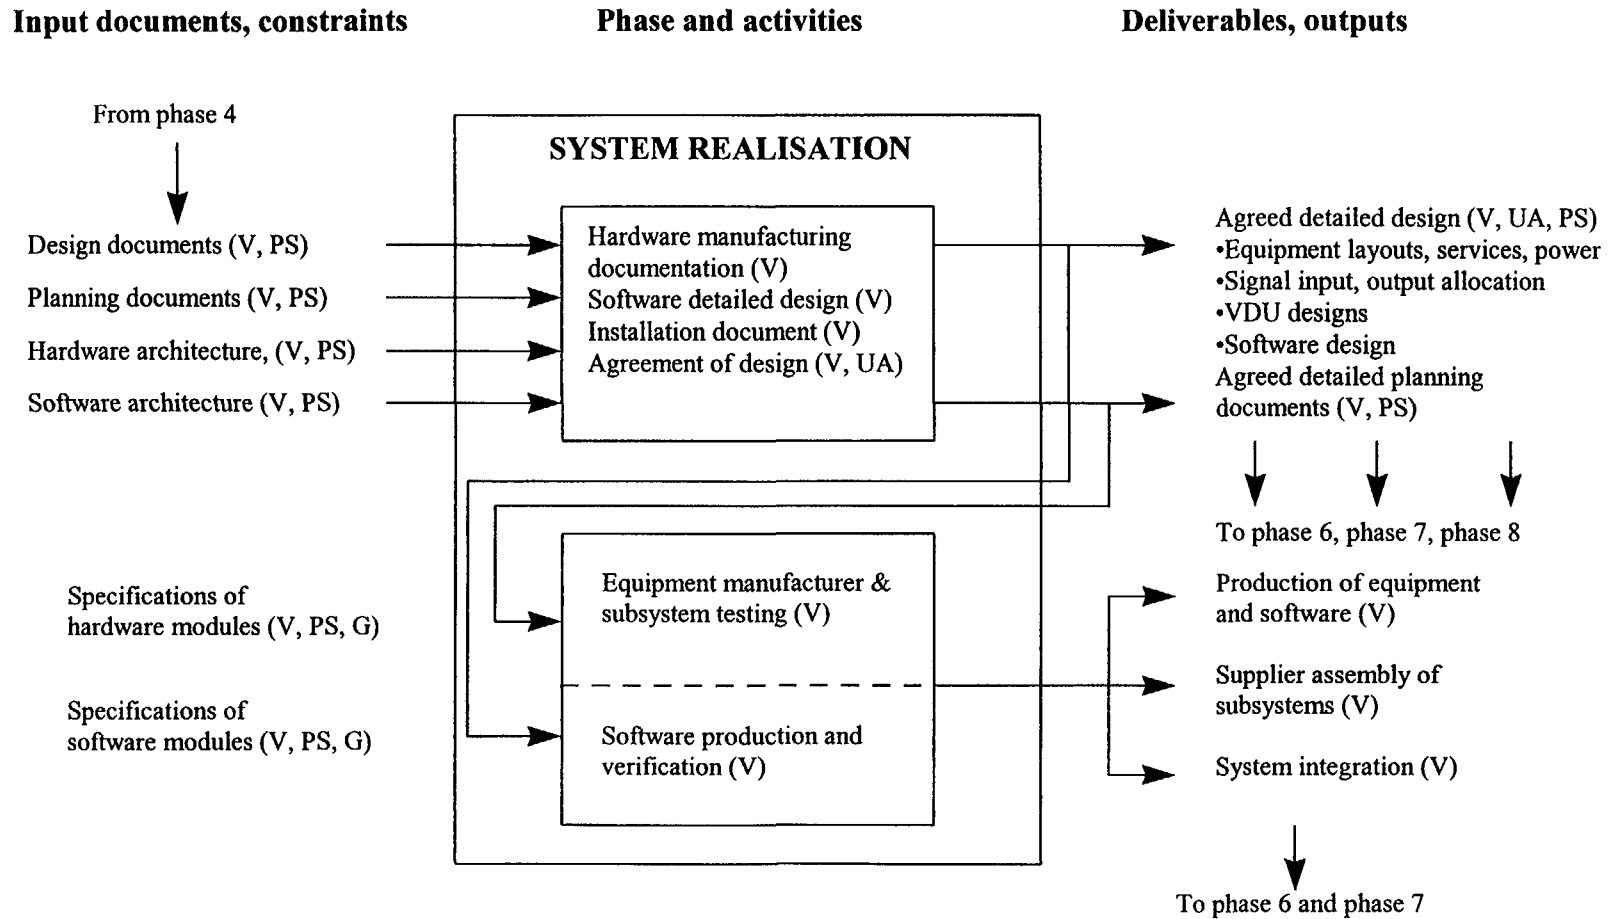 Input documents, constraints
Phase and activities
Deliverables, outputs
From phase 4
Design documents (V, PS)
Planning documents (V, PS)
Hardware architecture, (V, PS)
Software architecture (V, PS)
Specifications of
hardware modules (V, PS, G)
Specifications of
software modules (V, PS, G)
SYSTEM REALISATION
Hardware manufacturing
documentation (V)
Software detailed design (V)
Installation document (V)
Agreement of design (V, UA)
Equipment manufacturer &
subsystem testing (V)
Software production and
verification (V)
Agreed detailed design (V, UA, PS)
•Equipment layouts, services, power
•Signal input, output allocation
•VDU designs
•Software design
Agreed detailed planning
documents (V, PS)
To phase 6, phase 7, phase 8
Production of equipment
and software (V)
Supplier assembly of
subsystems (V)
System integration (V)
To phase 6 and phase 7